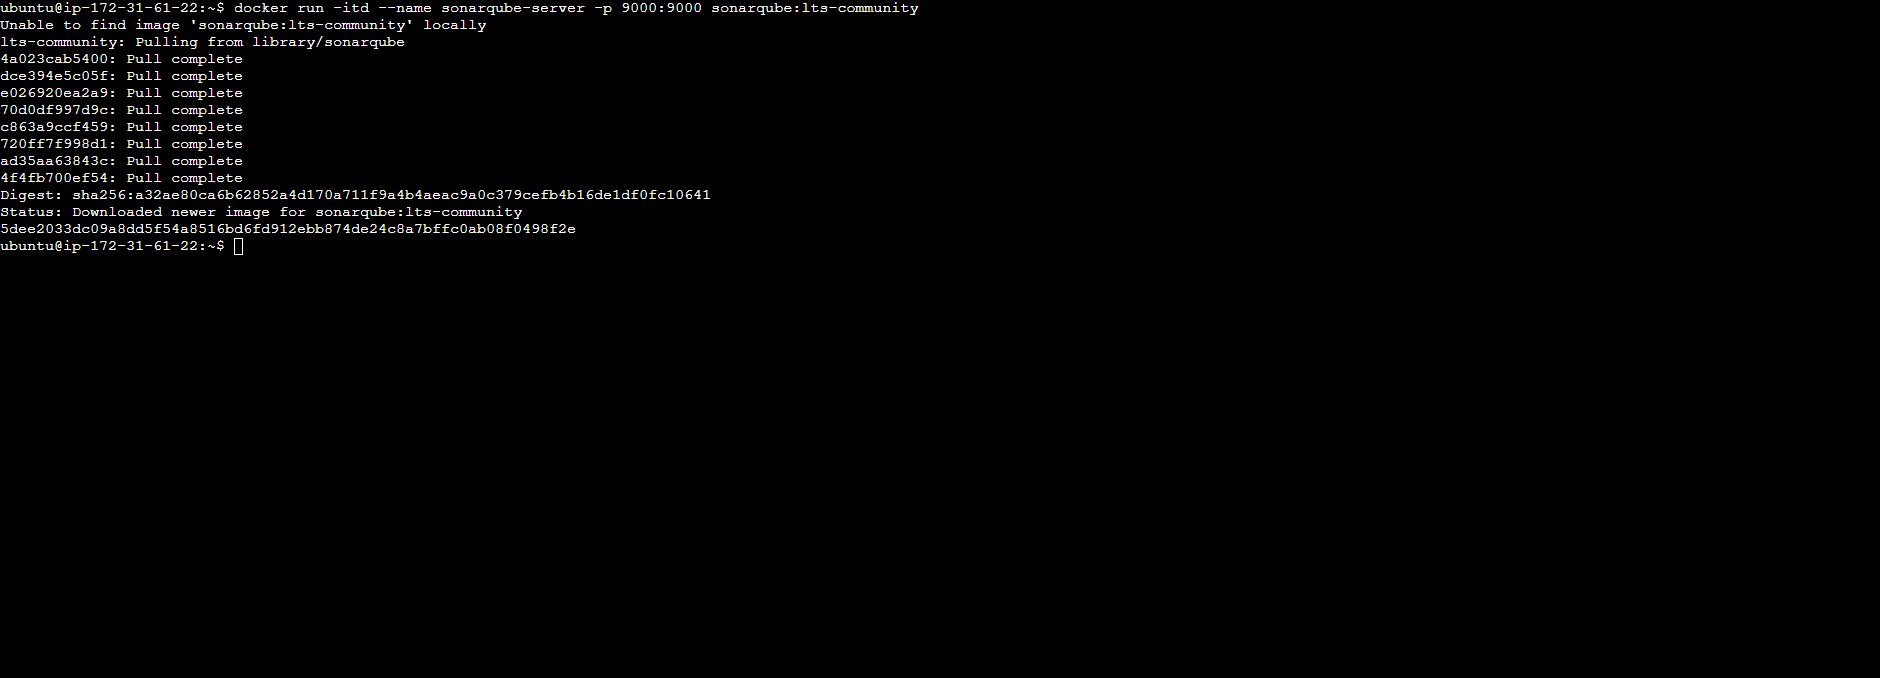 ubuntu@ip-172-31-61-22:~$ docker run -itd --name sonarqube-server -p 9000:9000 sonarqube:lts-community
Unable to find image 'sonarqube:lts-community' locally
lts-community: Pulling from library/sonarqube
4a023cab5400: Pull complete
dce394e5c05f: Pull complete
e026920ea2a9: Pull complete
70d0df997d9c: Pull complete
c863a9ccf459: Pull complete
720ff7f998d1: Pull complete
ad35aa63843c: Pull complete
4f4fb700ef54: Pull complete
Digest: sha256:a32ae80ca6b62852a4d170a711f9a4b4aeac9a0c379cefb4b16de1df0fc10641
Status: Downloaded newer image for sonarqube:lts-community
5dee2033dc09a8dd5f54a8516bd6fd912ebb874de24c8a7bffc0ab08f0498f2e
ubuntu@ip-172-31-61-22:~$